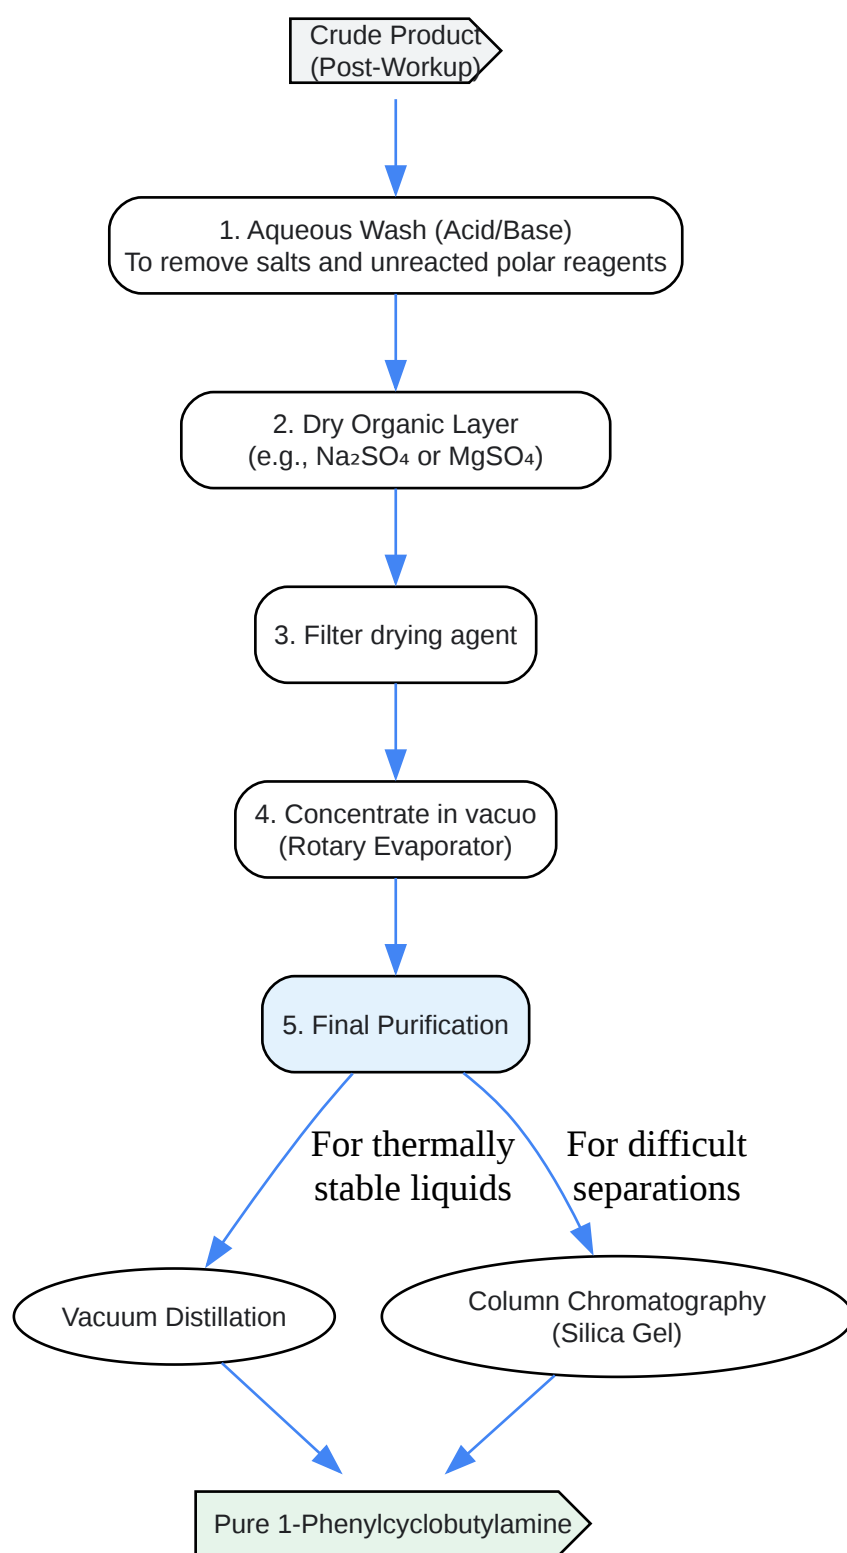 Crude Product
(Post-Workup)
1. Aqueous Wash (Acid/Base)
To remove salts and unreacted polar reagents
2. Dry Organic Layer
(e.g., Na₂SO₄ or MgSO₄)
3. Filter drying agent
4. Concentrate in vacuo
(Rotary Evaporator)
5. Final Purification
For thermally
stable liquids
For difficult
separations
Vacuum Distillation
Column Chromatography
(Silica Gel)
Pure 1-Phenylcyclobutylamine